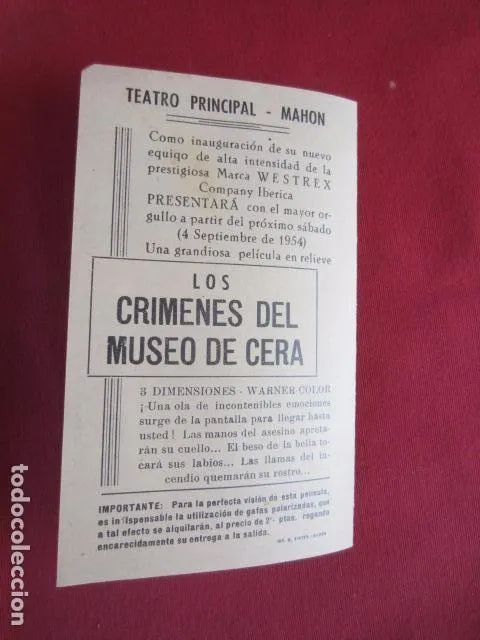 TEATRO PRINCIPAL - MAHON
Como inauguración de su nuevo
equiqo de alta intensidad de la
prestigiosa Marca WESTREX
Company Iberica
PRESENTARÁ con el mayor or-
gullo a partir del próximo sábado
(4 Septiembre de 1954)
Una grandiosa película en relieve
LOS
CRIMENES DEL
MUSEO DE CERA
3 DIMENSIONES - WARNER-COLOR
¡Una ola de incontenibles emociones
surge de la pantalla para llegar hasta
usted! Las manos del asesino apreta-
rán su cuello... El beso de la bella to-
cará sus labios... Las llamas del in-
cendio quemarán su rostro...
IMPORTANTE: Para la perfecta visión de esta película,
es indispensable la utilización de gafas polarizadas, que
a tal efecto se alquilarán, al precio de 2'- ptas. rogando
encarecidamente su entrega a la salida.
todocoleccion